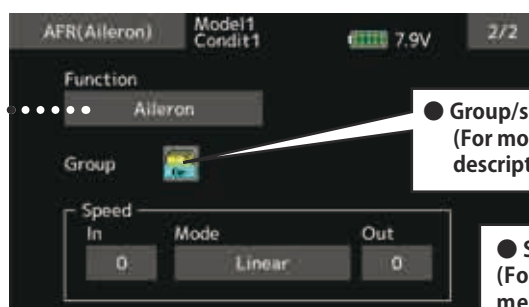 AFR(Aileron) Model1 Condit1 7.9V 2/2
Function
Aileron
● Group/s
(For mo
descript
Group
Speed
In Mode Out
0 Linear 0
● S
(Fo
me